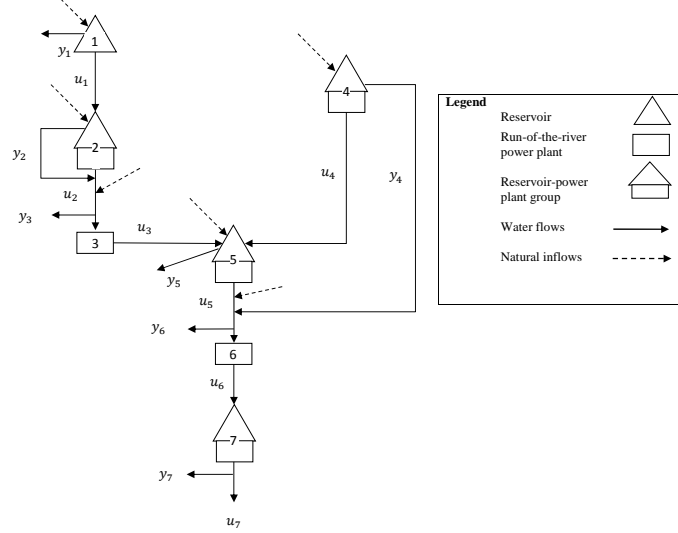 1
y₁
u₁
4
Legend
Reservoir
Run-of-the-river
power plant
Reservoir-power
plant group
Water flows
Natural inflows
2
y₂
u₂
u₄
y₄
y₃
3
u₃
5
y₅
u₅
y₆
6
u₆
7
y₇
u₇